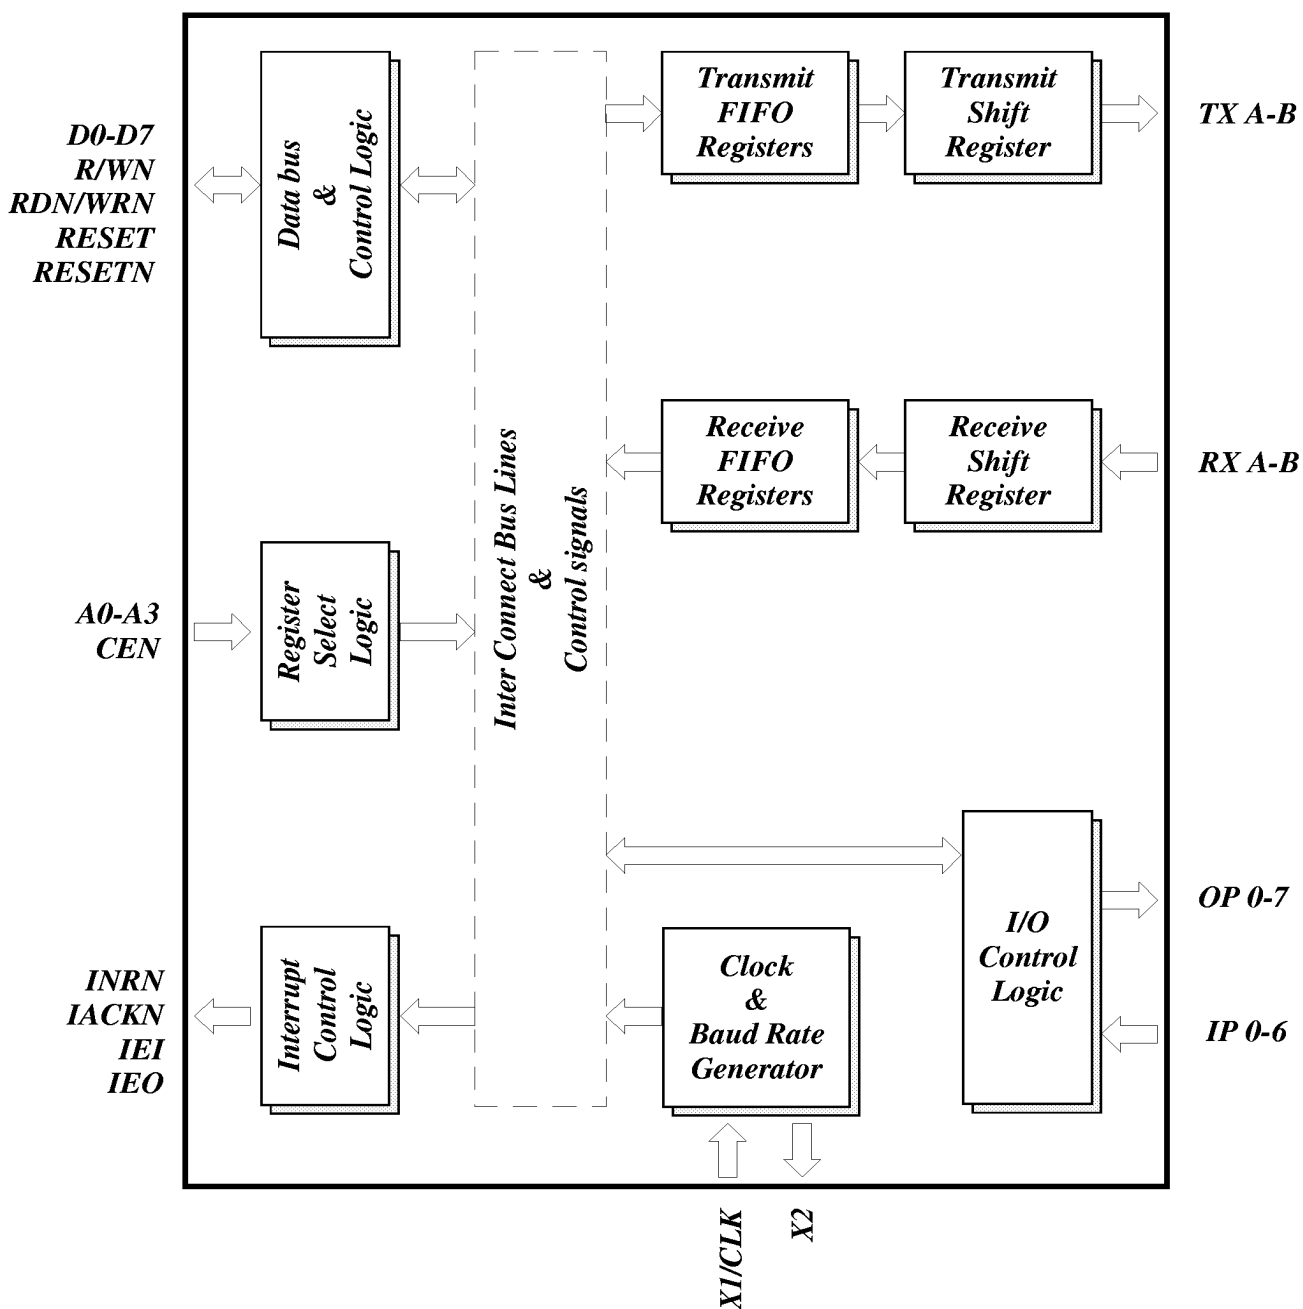 D0-D7
R/WN
RDN/WRN
RESET
RESETN
Data bus
&
Control Logic
Transmit
FIFO
Registers
Transmit
Shift
Register
TX A-B
Inter Connect Bus Lines
&
Control signals
Receive
FIFO
Registers
Receive
Shift
Register
RX A-B
A0-A3
CEN
Register
Select
Logic
INRN
IACKN
IEI
IEO
Interrupt
Control
Logic
Clock
&
Baud Rate
Generator
I/O
Control
Logic
OP 0-7
IP 0-6
X1/CLK
X2